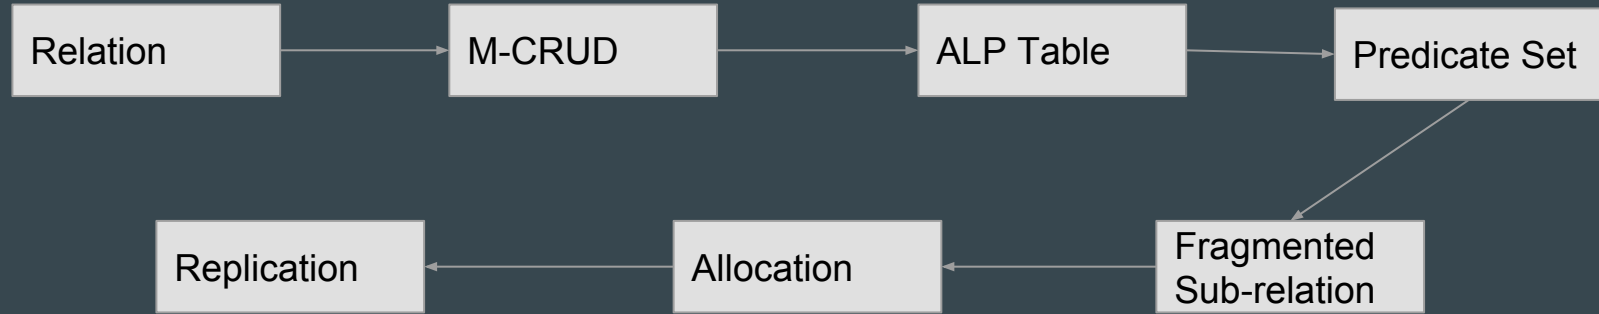 Relation
M-CRUD
ALP Table
Predicate Set
Fragmented
Sub-relation
Allocation
Replication